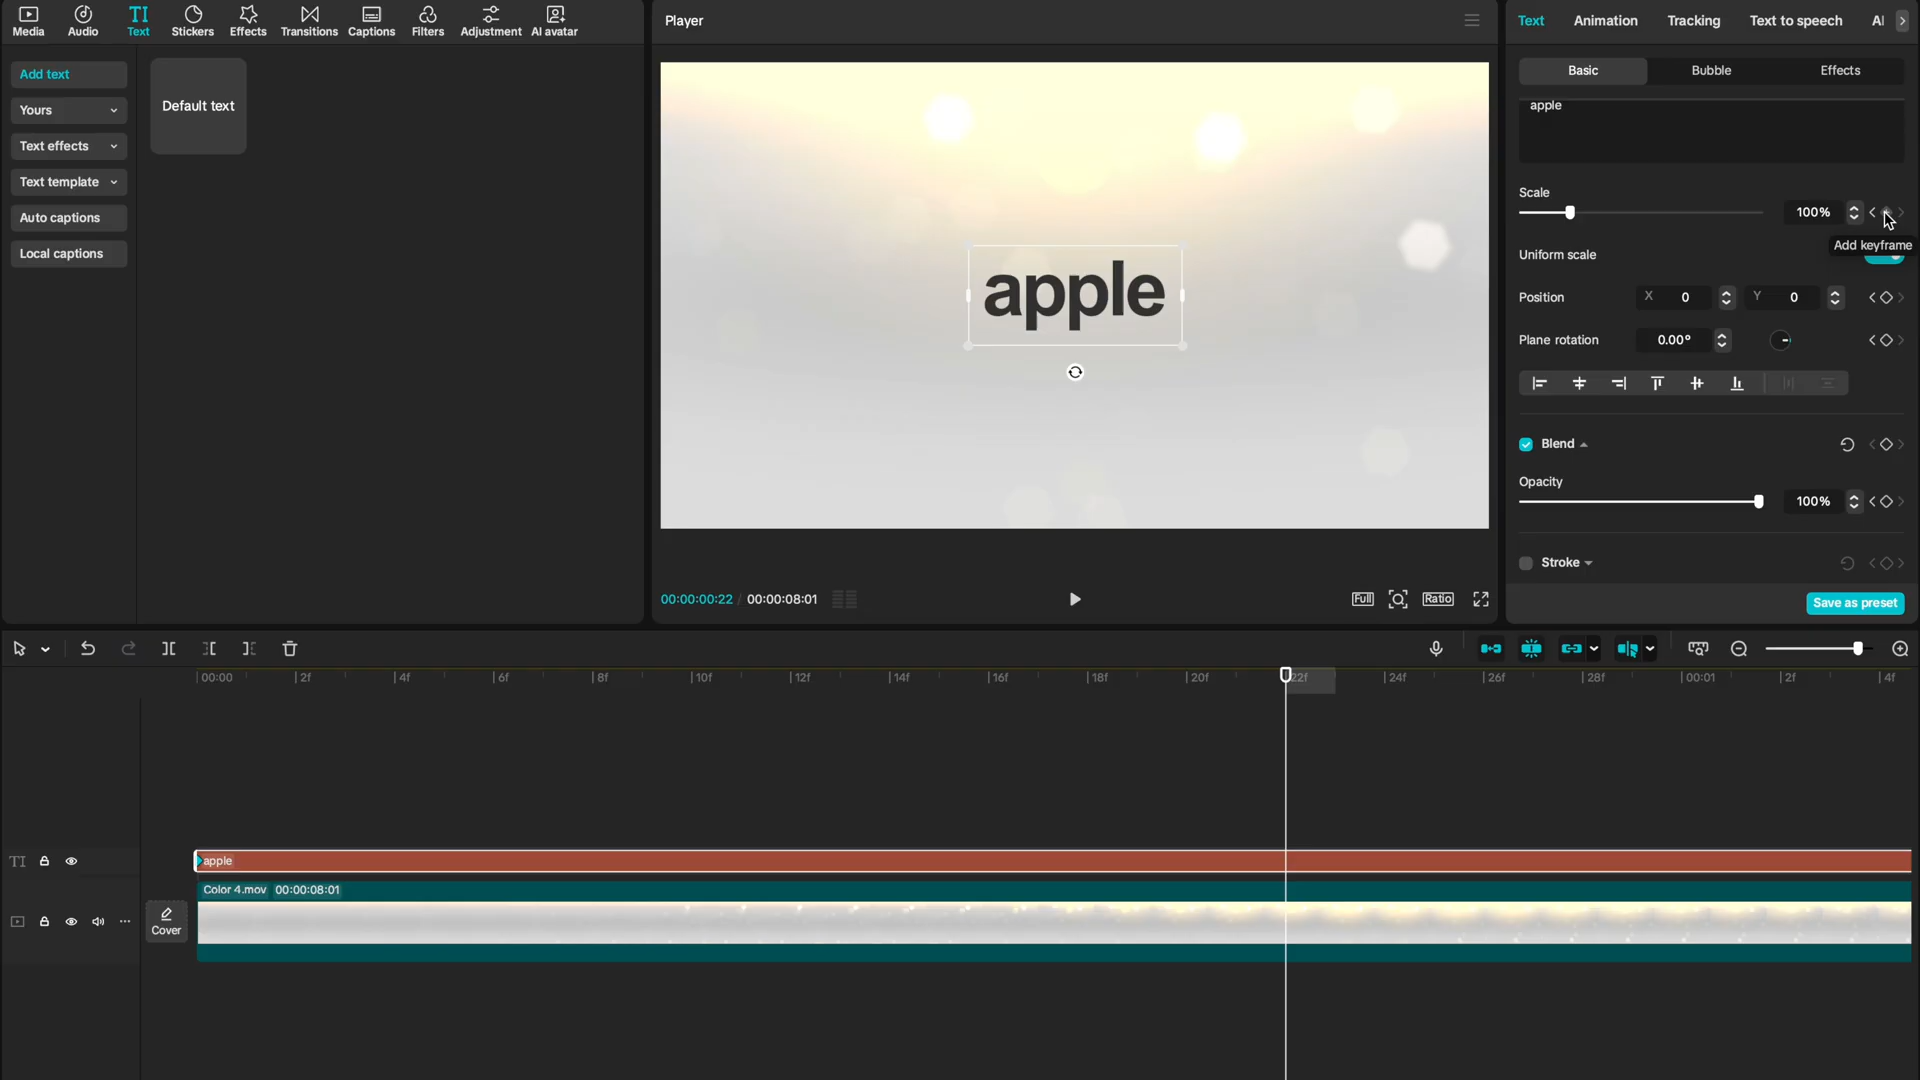 Media Audio Text Stickers Effects Transitions Captions Filters Adjustment AI avatar
Add text
Yours
Text effects
Text template
Auto captions
Local captions
Default text
Player
apple
00:00:00:22 / 00:00:08:01
Full Ratio
Text Animation Tracking Text to speech AI
Basic Bubble Effects
apple
Scale
100%
Add keyframe
Uniform scale
Position X 0 Y 0
Plane rotation 0.00°
Blend
Opacity
100%
Stroke
Save as preset
00:00 2f 4f 6f 8f 10f 12f 14f 16f 18f 20f 22f 24f 26f 28f 00:01 2f 4f
TI apple
Color 4.mov 00:00:08:01
Cover